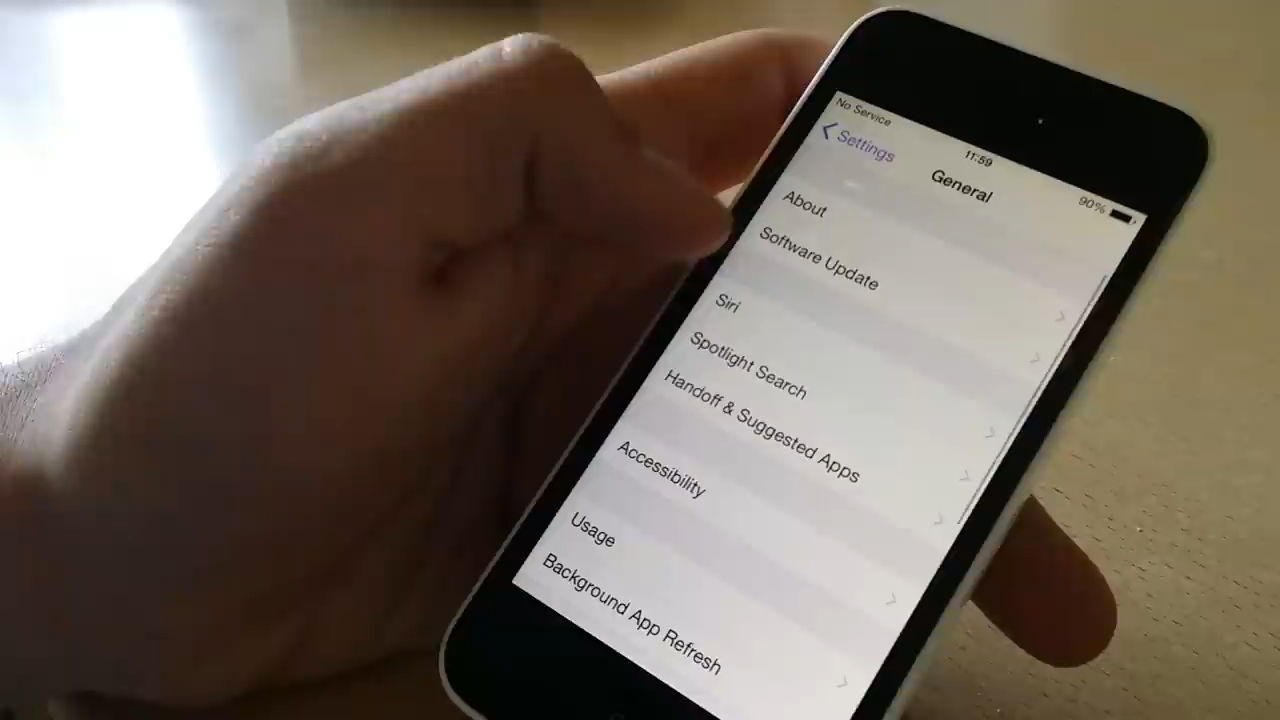 No Service
11:59
90%
Settings
General
About
Software Update
Siri
Spotlight Search
Handoff & Suggested Apps
Accessibility
Usage
Background App Refresh